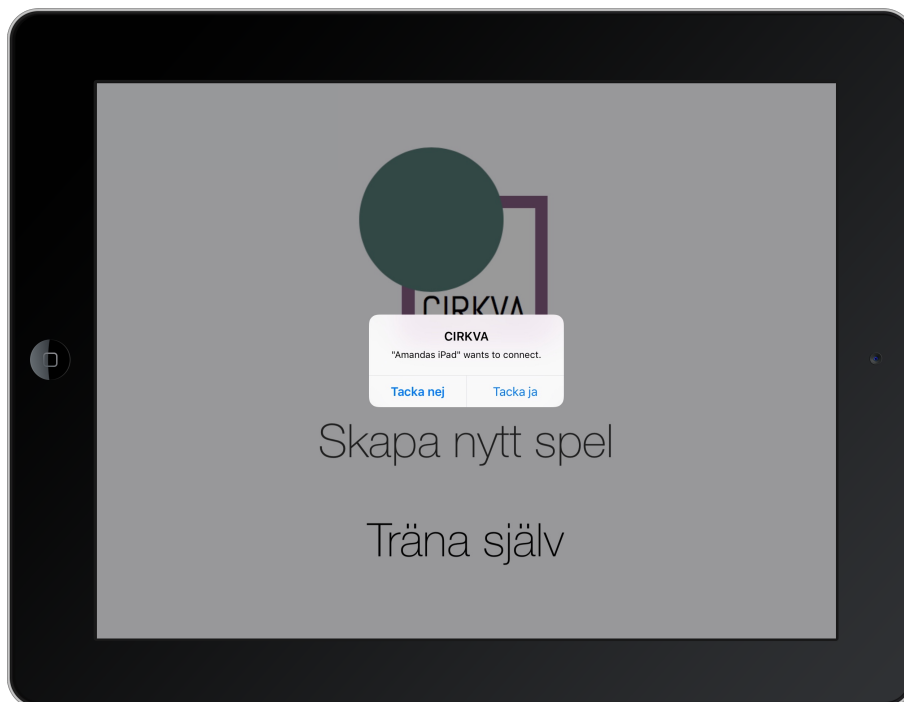 CIRKVA
CIRKVA
"Amandas iPad" wants to connect.
Tacka nej
Tacka ja
Skapa nytt spel
Träna själv